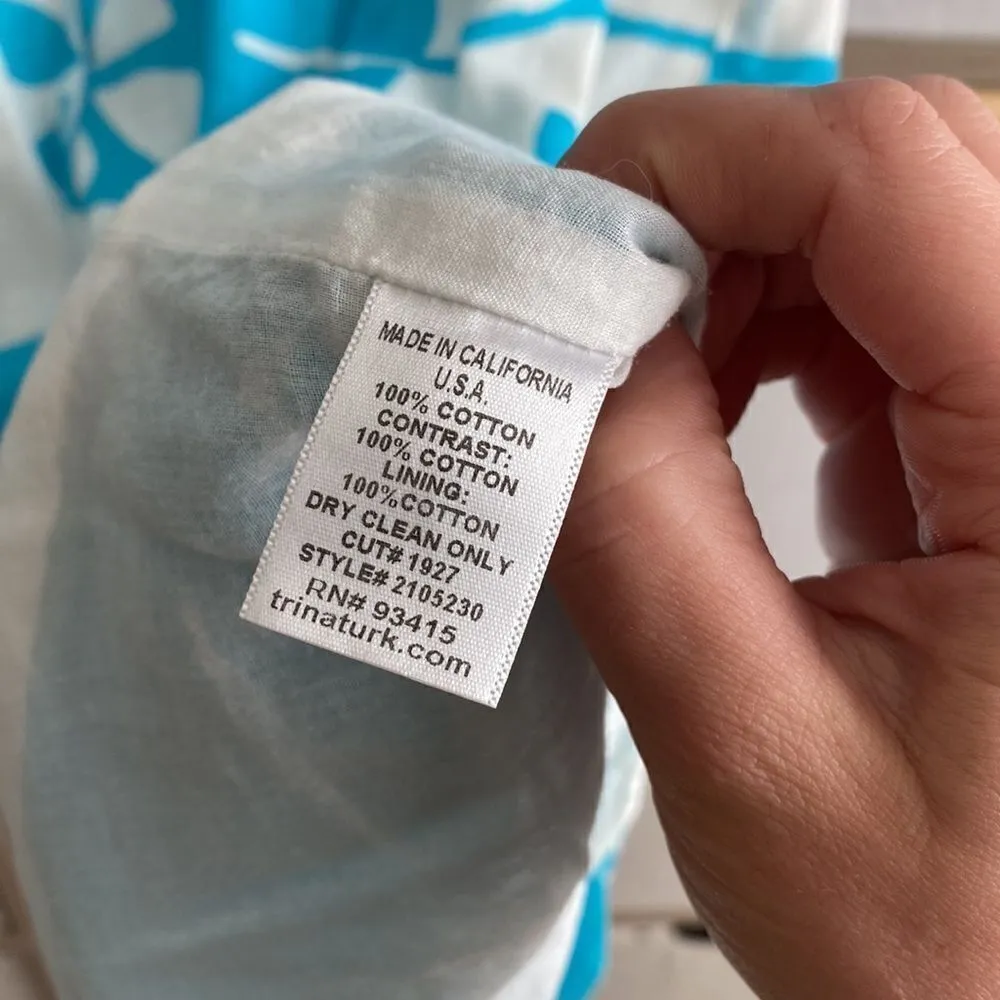 MADE IN CALIFORNIA
U.S.A.
100% COTTON
CONTRAST:
100% COTTON
LINING:
100%COTTON
DRY CLEAN ONLY
CUT# 1927
STYLE# 2105230
RN# 93415
trinaturk.com